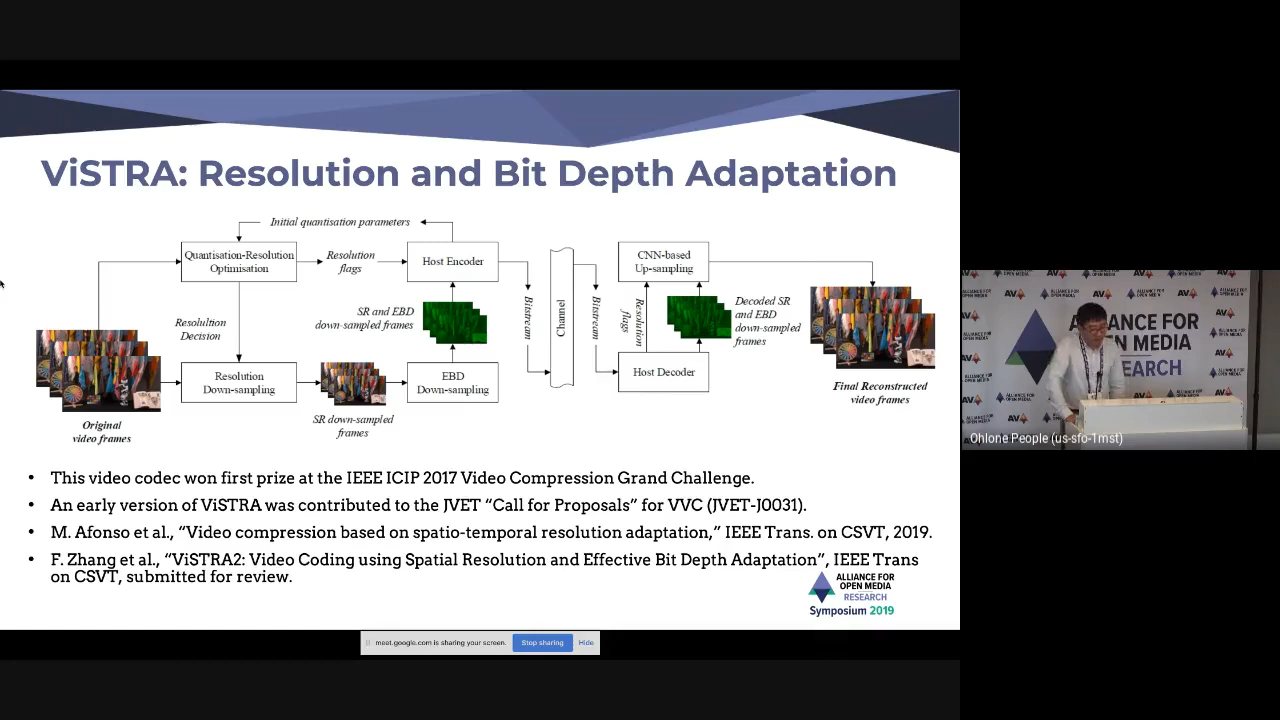 ViSTRA: Resolution and Bit Depth Adaptation
Initial quantisation parameters
Quantisation-Resolution
Optimisation
Resolution
flags
Host Encoder
CNN-based
Up-sampling
SR and EBD
down-sampled frames
Bitstream
Channel
Bitstream
Resolution
flags
Decoded SR
and EBD
down-sampled
frames
Resolultion
Decision
Resolution
Down-sampling
EBD
Down-sampling
Host Decoder
Final Reconstructed
video frames
SR down-sampled
frames
Original
video frames
• This video codec won first prize at the IEEE ICIP 2017 Video Compression Grand Challenge.
• An early version of ViSTRA was contributed to the JVET “Call for Proposals” for VVC (JVET-J0031).
• M. Afonso et al., “Video compression based on spatio-temporal resolution adaptation,” IEEE Trans. on CSVT, 2019.
• F. Zhang et al., “ViSTRA2: Video Coding using Spatial Resolution and Effective Bit Depth Adaptation”, IEEE Trans
on CSVT, submitted for review.
ALLIANCE FOR
OPEN MEDIA
RESEARCH
Symposium 2019
meet.google.com is sharing your screen.
Stop sharing
Hide
ALLIANCE FOR
OPEN MEDIA
RESEARCH
Ohlone People (us-sfo-1mst)